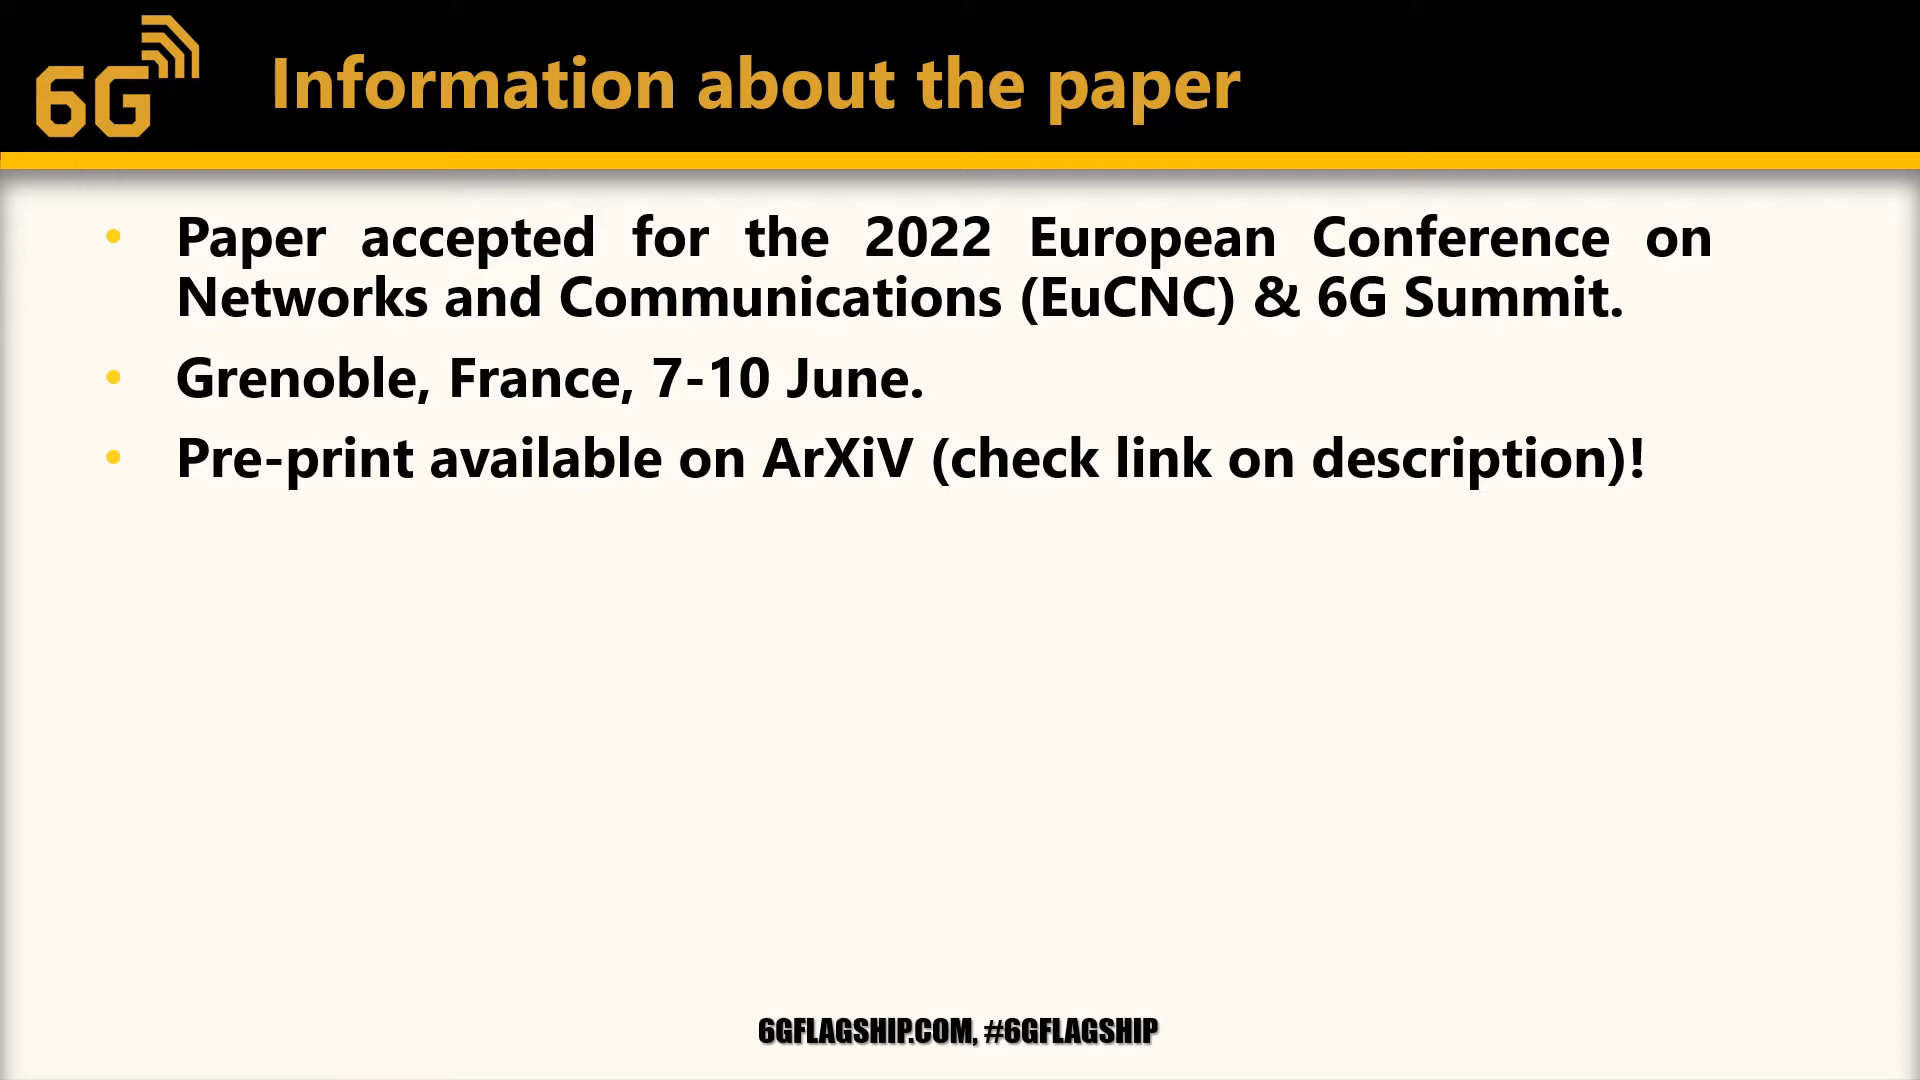 6G
Information about the paper
• Paper accepted for the 2022 European Conference on
Networks and Communications (EuCNC) & 6G Summit.
• Grenoble, France, 7-10 June.
• Pre-print available on ArXiV (check link on description)!
6GFLAGSHIP.COM, #6GFLAGSHIP